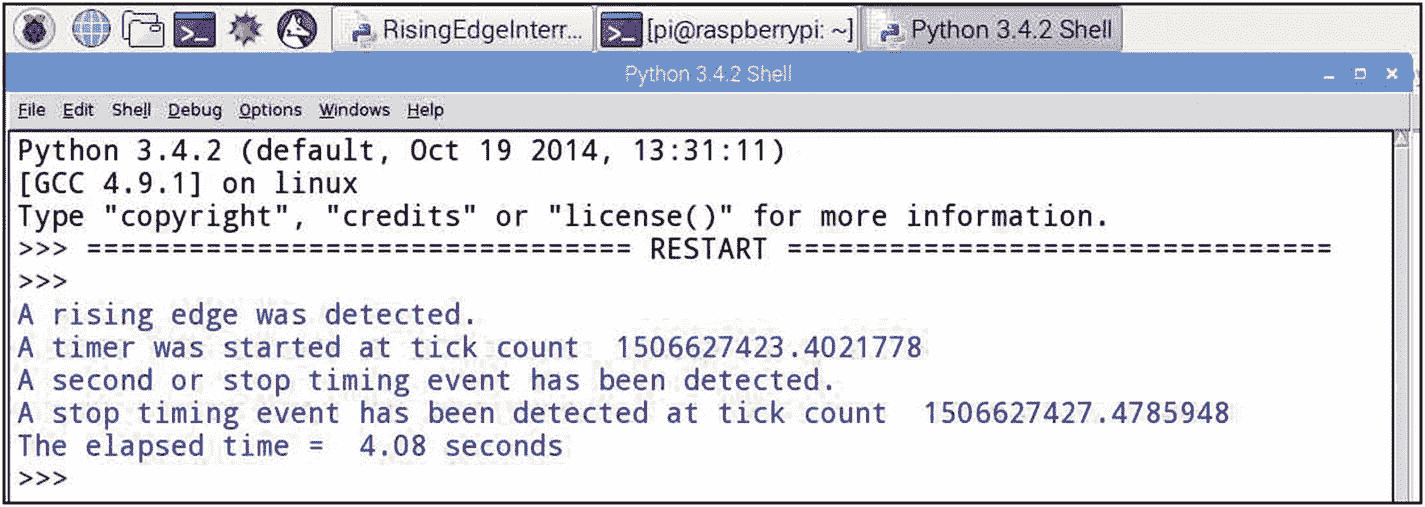 RisingEdgeInterr... [pi@raspberrypi: ~] Python 3.4.2 Shell
Python 3.4.2 Shell
File Edit Shell Debug Options Windows Help
Python 3.4.2 (default, Oct 19 2014, 13:31:11)
[GCC 4.9.1] on linux
Type "copyright", "credits" or "license()" for more information.
>>> ================================ RESTART ================================
>>>
A rising edge was detected.
A timer was started at tick count  1506627423.4021778
A second or stop timing event has been detected.
A stop timing event has been detected at tick count  1506627427.4785948
The elapsed time =  4.08 seconds
>>>